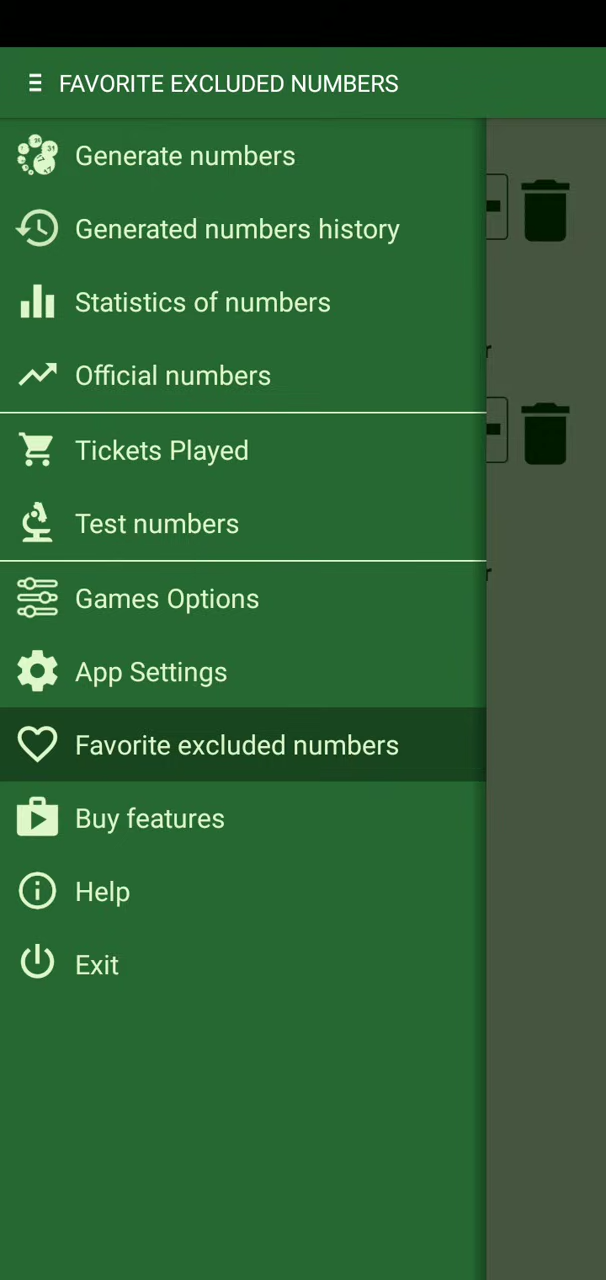 FAVORITE EXCLUDED NUMBERS
Generate numbers
Generated numbers history
Statistics of numbers
Official numbers
Tickets Played
Test numbers
Games Options
App Settings
Favorite excluded numbers
Buy features
Help
Exit